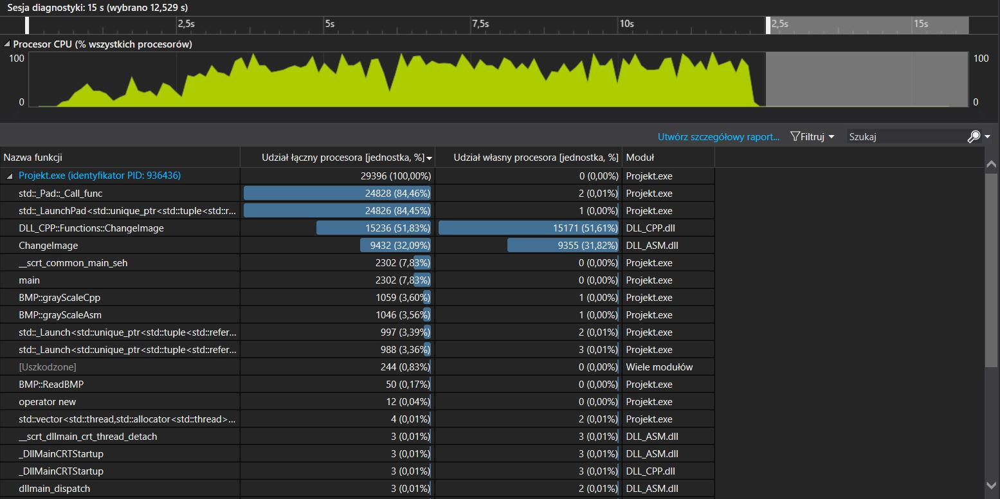 Sesja diagnostyki: 15 s (wybrano 12,529 s)
2,5s 5s 7,5s 10s 2,5s 15s
Procesor CPU (% wszystkich procesorów)
100 100
0 0
Utwórz szczegółowy raport... Filtruj Szukaj
Nazwa funkcji Udział łączny procesora [jednostka, %] Udział własny procesora [jednostka, %] Moduł
Projekt.exe (identyfikator PID: 936436) 29396 (100,00%) 0 (0,00%) Projekt.exe
std::_Pad::_Call_func 24828 (84,46%) 2 (0,01%) Projekt.exe
std::_LaunchPad<std::unique_ptr<std::tuple<std::r... 24826 (84,45%) 1 (0,00%) Projekt.exe
DLL_CPP::Functions::ChangeImage 15236 (51,83%) 15171 (51,61%) DLL_CPP.dll
ChangeImage 9432 (32,09%) 9355 (31,82%) DLL_ASM.dll
__scrt_common_main_seh 2302 (7,83%) 0 (0,00%) Projekt.exe
main 2302 (7,83%) 0 (0,00%) Projekt.exe
BMP::grayScaleCpp 1059 (3,60%) 1 (0,00%) Projekt.exe
BMP::grayScaleAsm 1046 (3,56%) 1 (0,00%) Projekt.exe
std::_Launch<std::unique_ptr<std::tuple<std::refer... 997 (3,39%) 2 (0,01%) Projekt.exe
std::_Launch<std::unique_ptr<std::tuple<std::refer... 988 (3,36%) 3 (0,01%) Projekt.exe
[Uszkodzone] 244 (0,83%) 0 (0,00%) Wiele modułów
BMP::ReadBMP 50 (0,17%) 0 (0,00%) Projekt.exe
operator new 12 (0,04%) 0 (0,00%) Projekt.exe
std::vector<std::thread,std::allocator<std::thread>... 4 (0,01%) 2 (0,01%) Projekt.exe
__scrt_dllmain_crt_thread_detach 3 (0,01%) 3 (0,01%) DLL_ASM.dll
_DllMainCRTStartup 3 (0,01%) 3 (0,01%) DLL_ASM.dll
_DllMainCRTStartup 3 (0,01%) 3 (0,01%) DLL_CPP.dll
dllmain_dispatch 3 (0,01%) 2 (0,01%) DLL_ASM.dll